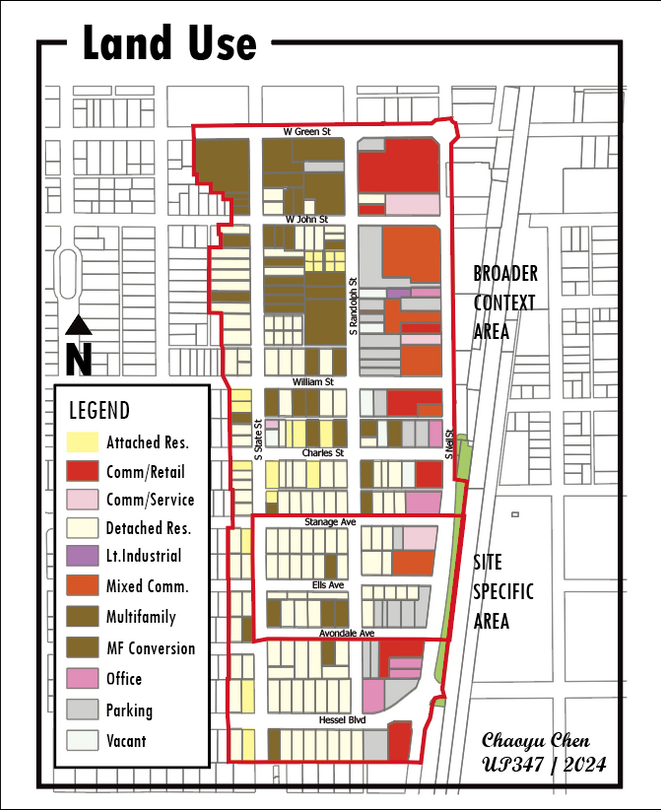 Land Use
W Green St
W John St
S Randolph St
BROADER
CONTEXT
AREA
N
William St
LEGEND
Attached Res.
Comm/Retail
Comm/Service
Detached Res.
Lt.Industrial
Mixed Comm.
Multifamily
MF Conversion
Office
Parking
Vacant
S State St
S Neil St
Charles St
Stanage Ave
SITE
SPECIFIC
AREA
Ells Ave
Avondale Ave
Hessel Blvd
Chaoyu Chen
UP347 / 2024